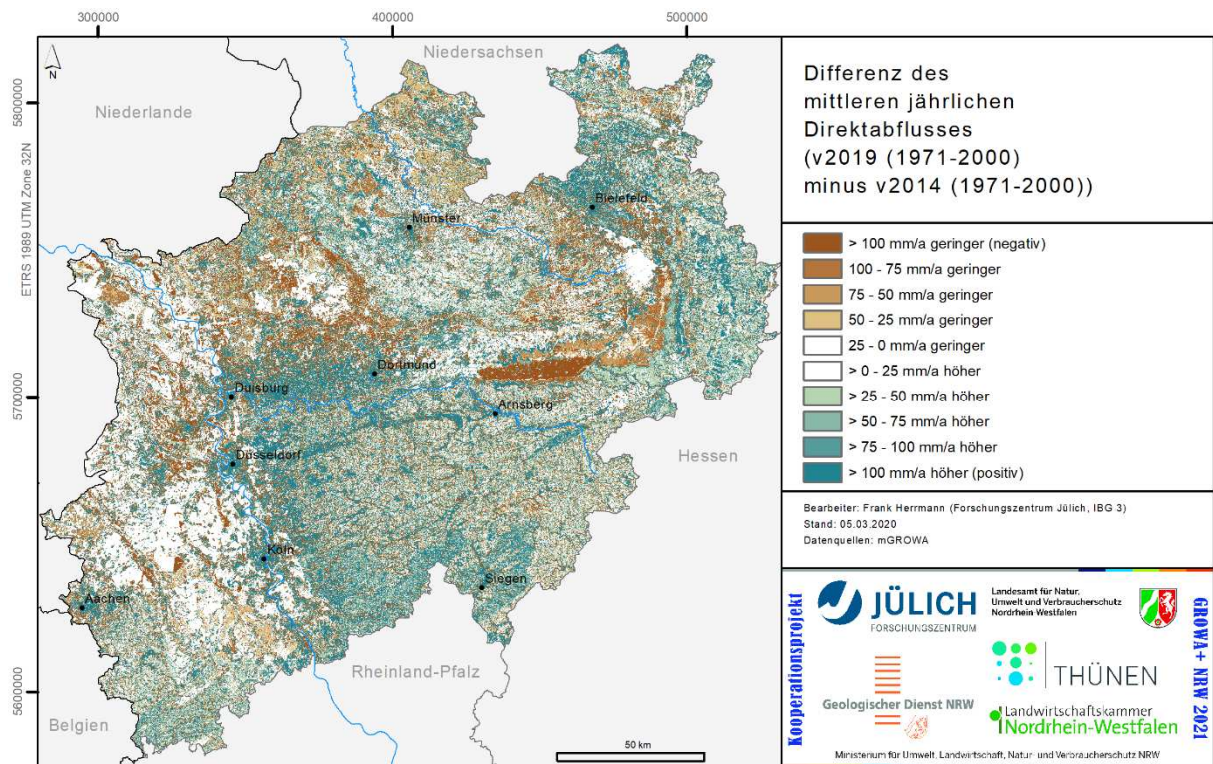 300000
400000
500000
5800000
5700000
5600000
ETRS 1989 UTM Zone 32N
N
Niedersachsen
Niederlande
Bielefeld
Münster
Dortmund
Duisburg
Arnsberg
Düsseldorf
Hessen
Köln
Siegen
Aachen
Rheinland-Pfalz
Belgien
50 km
Differenz des
mittleren jährlichen
Direktabflusses
(v2019 (1971-2000)
minus v2014 (1971-2000))
> 100 mm/a geringer (negativ)
100 - 75 mm/a geringer
75 - 50 mm/a geringer
50 - 25 mm/a geringer
25 - 0 mm/a geringer
> 0 - 25 mm/a höher
> 25 - 50 mm/a höher
> 50 - 75 mm/a höher
> 75 - 100 mm/a höher
> 100 mm/a höher (positiv)
Bearbeiter: Frank Herrmann (Forschungszentrum Jülich, IBG 3)
Stand: 05.03.2020
Datenquellen: mGROWA
Kooperationsprojekt
JÜLICH
FORSCHUNGSZENTRUM
Landesamt für Natur,
Umwelt und Verbraucherschutz
Nordrhein-Westfalen
Geologischer Dienst NRW
THÜNEN
Landwirtschaftskammer
Nordrhein-Westfalen
GROWA+ NRW 2021
Ministerium für Umwelt, Landwirtschaft, Natur- und Verbraucherschutz NRW